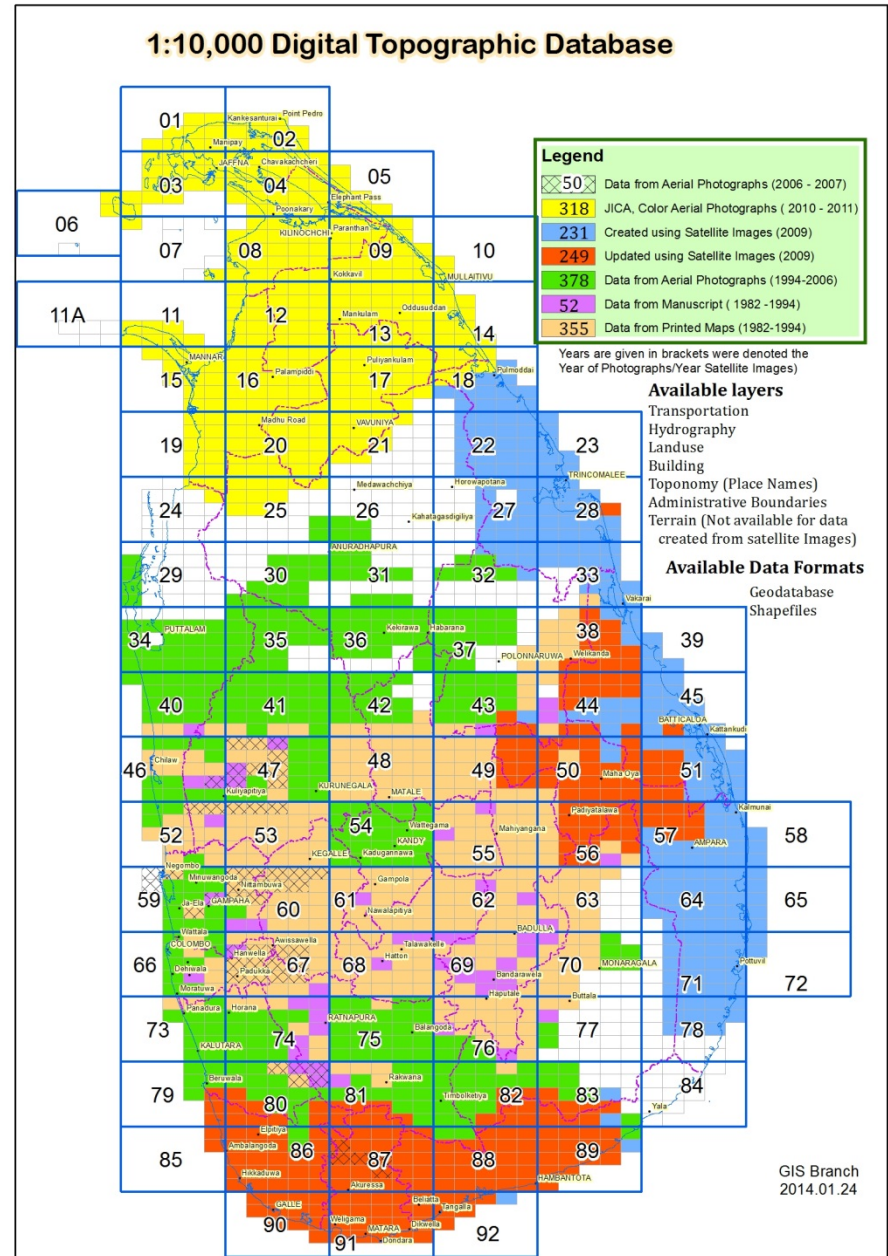 1:10,000 Digital Topographic Database
Legend
50 Data from Aerial Photographs (2006 - 2007)
318 JICA, Color Aerial Photographs ( 2010 - 2011)
231 Created using Satellite Images (2009)
249 Updated using Satellite Images (2009)
378 Data from Aerial Photographs (1994-2006)
52 Data from Manuscript ( 1982 -1994)
355 Data from Printed Maps (1982-1994)
Years are given in brackets were denoted the
Year of Photographs/Year Satellite Images)
Available layers
Transportation
Hydrography
Landuse
Building
Toponomy (Place Names)
Administrative Boundaries
Terrain (Not available for data
created from satellite Images)
Available Data Formats
Geodatabase
Shapefiles
01
Kankesanturai
Point Pedro
02
Manipay
JAFFNA
Chavakachcheri
03
04
05
Elephant Pass
06
Poonakary
KILINOCHCHI
Paranthan
07
08
09
10
Kokkavil
MULLAITIVU
11A
11
12
Mankulam
Oddusuddan
13
14
MANNAR
15
16
Palampiddi
Puliyankulam
17
18
Pulmoddai
19
Madhu Road
20
VAVUNIYA
21
22
23
TRINCOMALEE
24
25
Medawachchiya
26
Kahatagasdigiliya
Horowapotana
27
28
ANURADHAPURA
29
30
31
32
33
Vakarai
34
PUTTALAM
35
36
Kekirawa
Habarana
37
POLONNARUWA
38
Welikanda
39
40
41
42
43
44
45
BATTICALOA
Kattankudi
46
Chilaw
47
Kuliyapitiya
KURUNEGALA
48
MATALE
49
50
Maha Oya
51
Kalmunai
52
53
KEGALLE
54
Wattegama
KANDY
Kadugannawa
Mahiyangana
55
Padiyatalawa
56
57
AMPARA
58
Negombo
Minuwangoda
Nittambuwa
59
Ja-Ela
GAMPAHA
60
61
Gampola
Nawalapitiya
62
63
64
65
Wattala
COLOMBO
66
Dehiwala
Moratuwa
Hanwella
Awissawella
Padukka
67
68
Hatton
Talawakelle
69
BADULLA
Bandarawela
Haputale
70
MONARAGALA
Buttala
71
Pottuvil
72
Panadura
Horana
73
KALUTARA
74
RATNAPURA
75
Balangoda
76
77
78
79
Beruwala
80
81
Rakwana
Timbolketiya
82
83
84
Yala
85
Elpitiya
Ambalangoda
Hikkaduwa
86
87
Akuressa
88
89
HAMBANTOTA
GALLE
90
Weligama
91
MATARA
Dondara
Dikwella
Beliatta
Tangalla
92
GIS Branch
2014.01.24